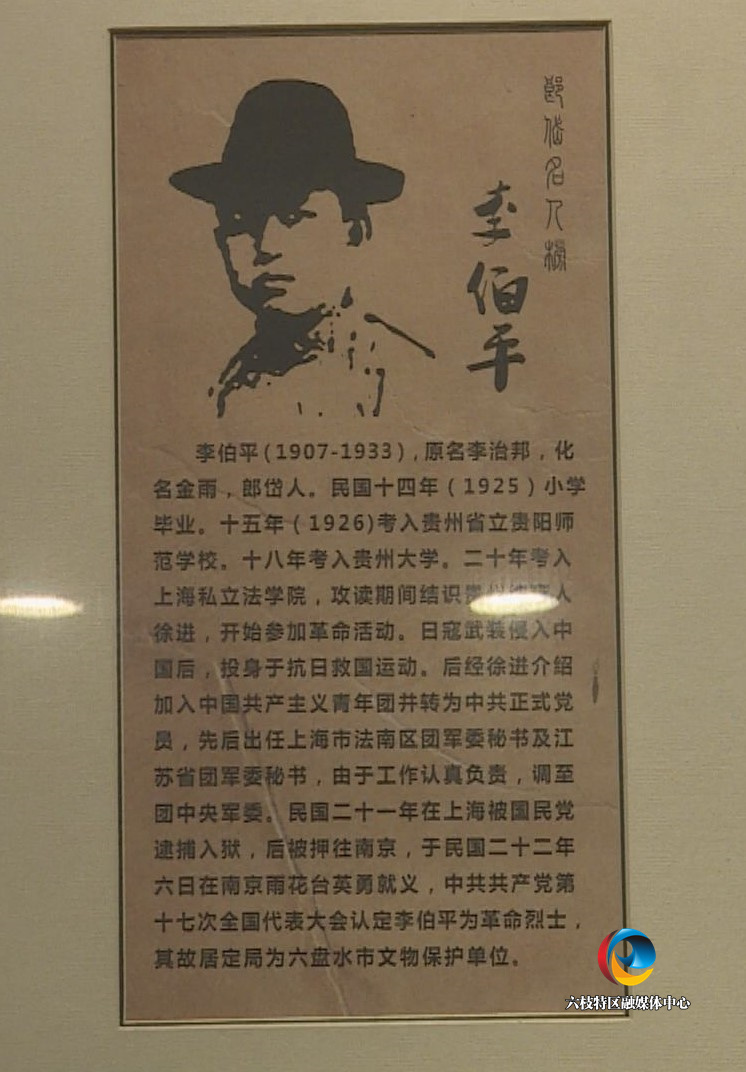 郎岱名人榜
李伯平
李伯平(1907-1933)，原名李治邦，化
名金雨，郎岱人。民国十四年（1925）小学
毕业。十五年（1926)考入贵州省立贵阳师
范学校。十八年考入贵州大学。二十年考入
上海私立法学院，攻读期间结识贵州 人
徐进，开始参加革命活动。日寇武装侵入中
国后，投身于抗日救国运动。后经徐进介绍
加入中国共产主义青年团并转为中共正式党
员，先后出任上海市法南区团军委秘书及江
苏省团军委秘书，由于工作认真负责，调至
团中央军委。民国二十一年在上海被国民党
逮捕入狱，后被押往南京，于民国二十二年
六日在南京雨花台英勇就义，中共共产党第
十七次全国代表大会认定李伯平为革命烈士，
其故居定局为六盘水市文物保护单位。
六枝特区融媒体中心